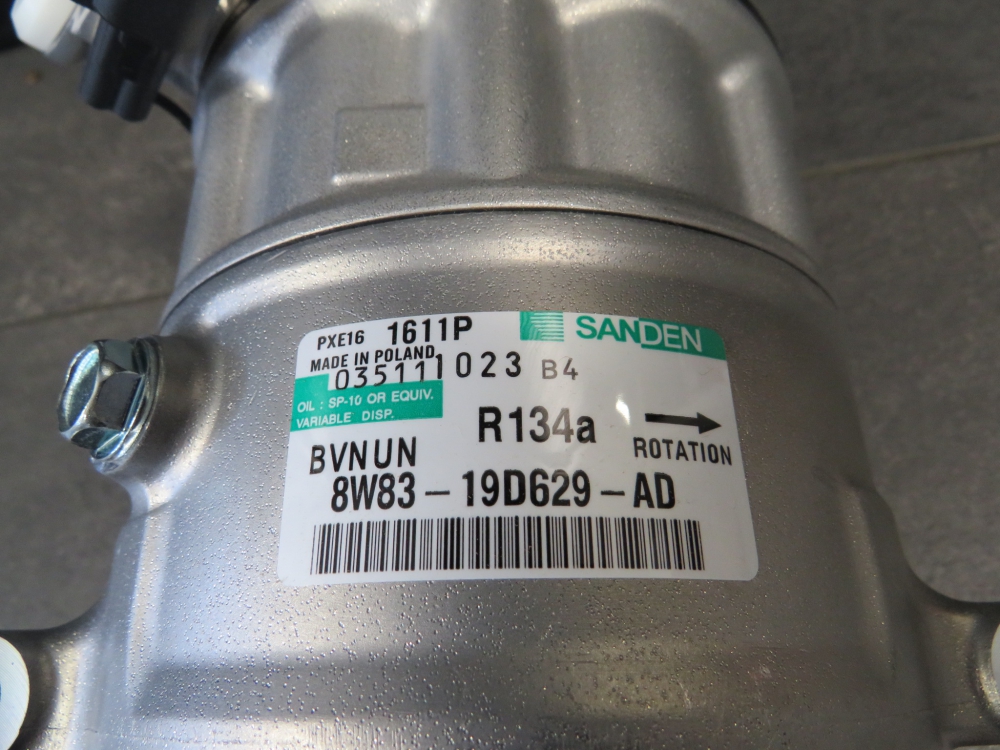 PXE16 1611P SANDEN
MADE IN POLAND
035111023 B4
OIL : SP-10 OR EQUIV.
VARIABLE DISP.
R134a
ROTATION
BVNUN
8W83-19D629-AD